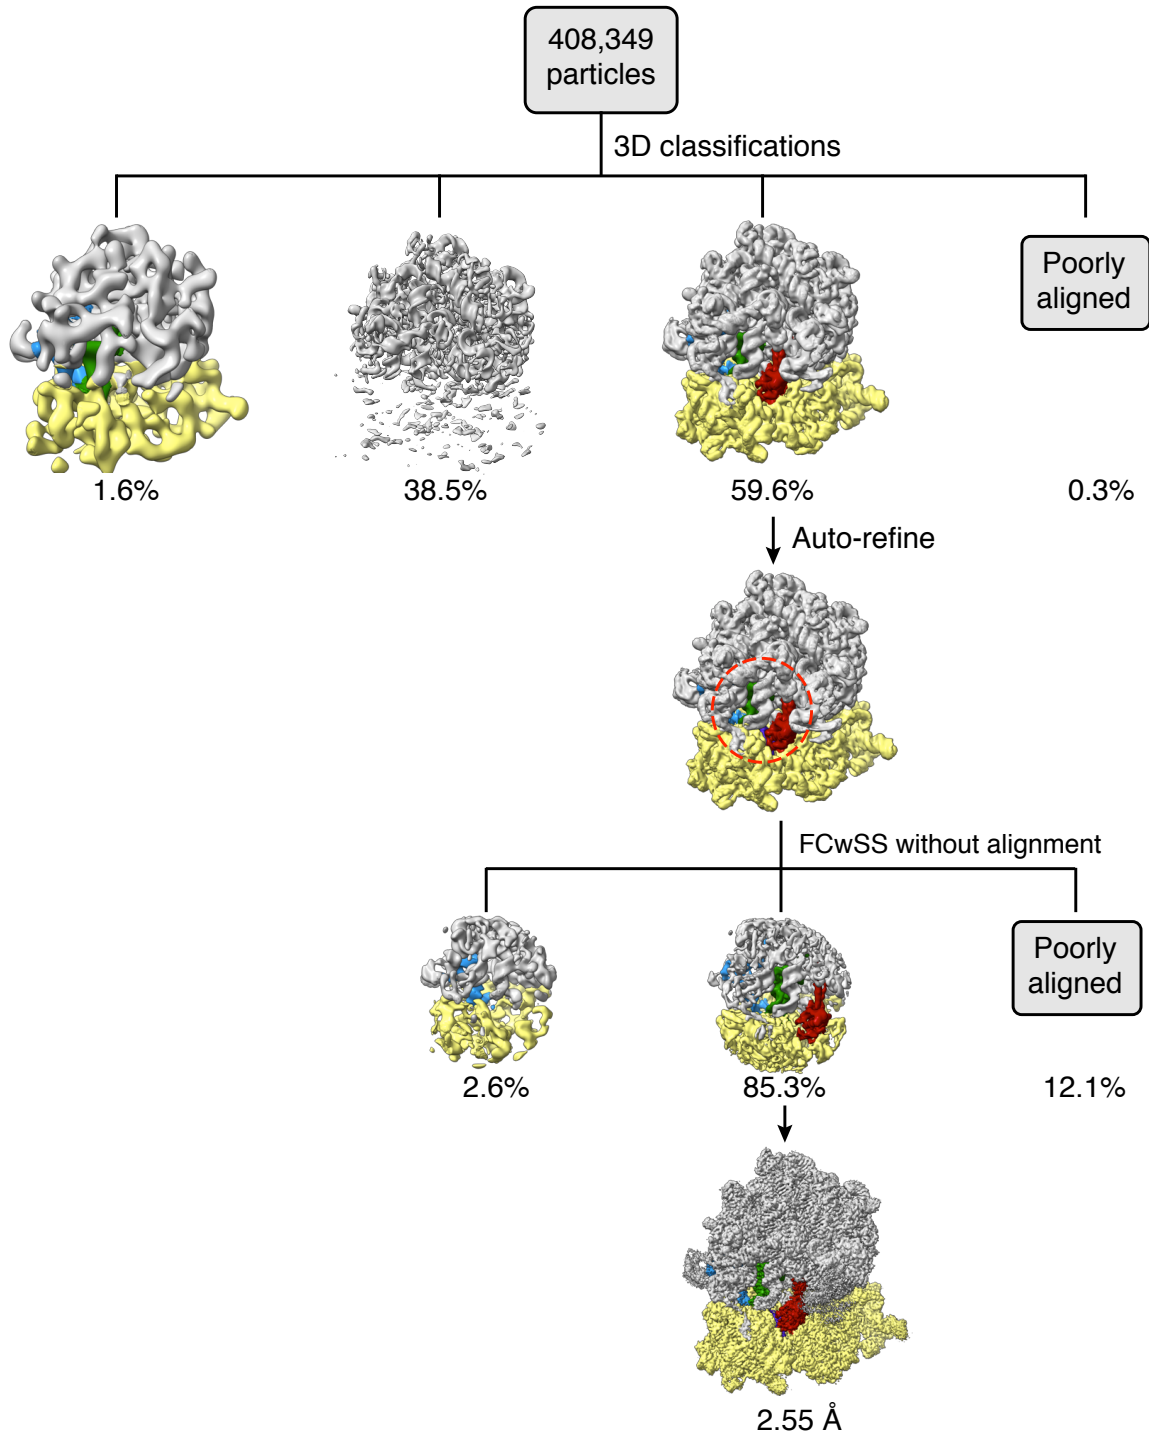 408,349
particles
3D classifications
Poorly
aligned
1.6%
38.5%
59.6%
0.3%
Auto-refine
FCwSS without alignment
Poorly
aligned
2.6%
85.3%
12.1%
2.55 Å